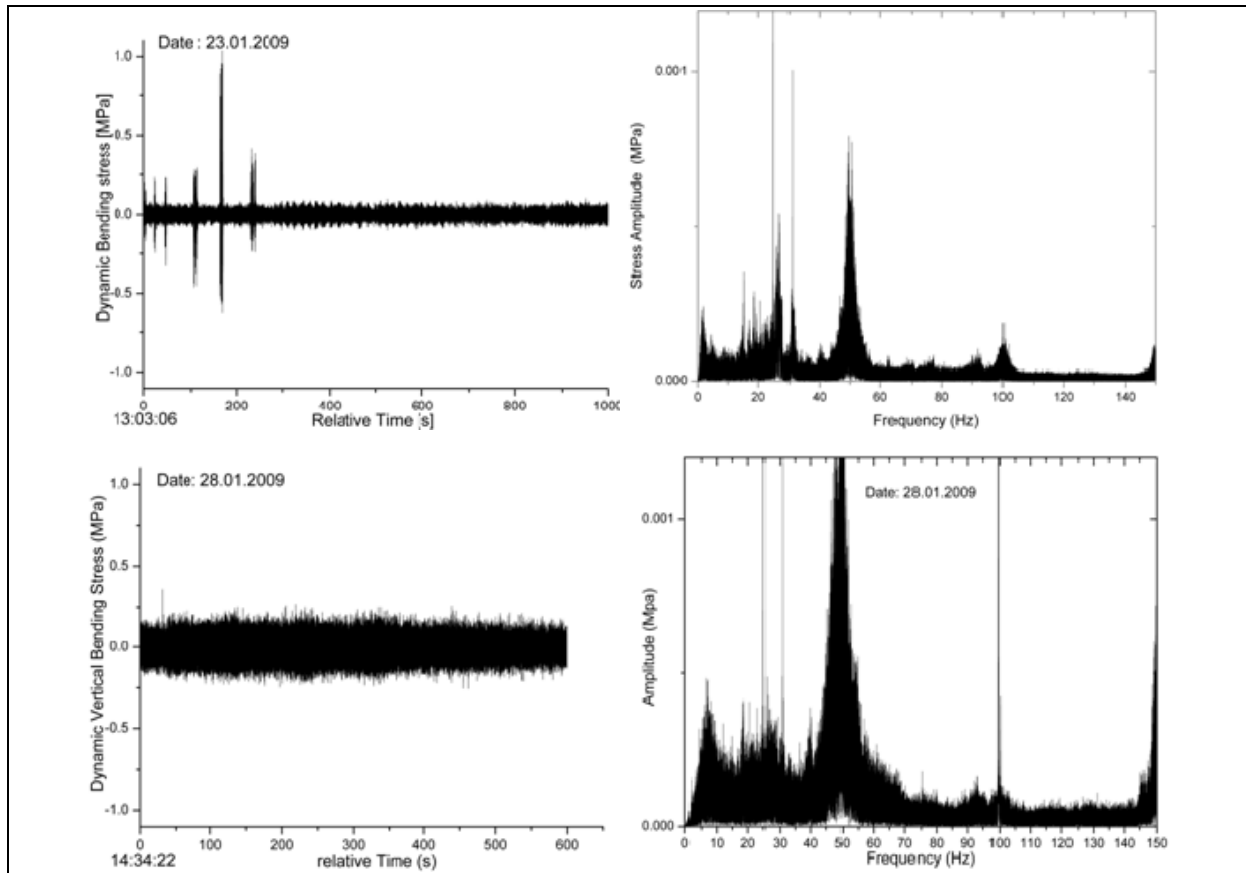 Date : 23.01.2009
Dynamic Bending stress [MPa]
1.0
0.5
0.0
-0.5
-1.0
0 200 400 600 800 1000
13:03:06
Relative Time [s]
Stress Amplitude (MPa)
0.001
0.000
0 20 40 60 80 100 120 140
Frequency (Hz)
Date: 28.01.2009
Dynamic Vertical Bending Stress (MPa)
1.0
0.5
0.0
-0.5
-1.0
0 100 200 300 400 500 600
14:34:22
relative Time (s)
Date: 28.01.2009
Amplitude (Mpa)
0.001
0.000
0 10 20 30 40 50 60 70 80 90 100 110 120 130 140 150
Frequency (Hz)